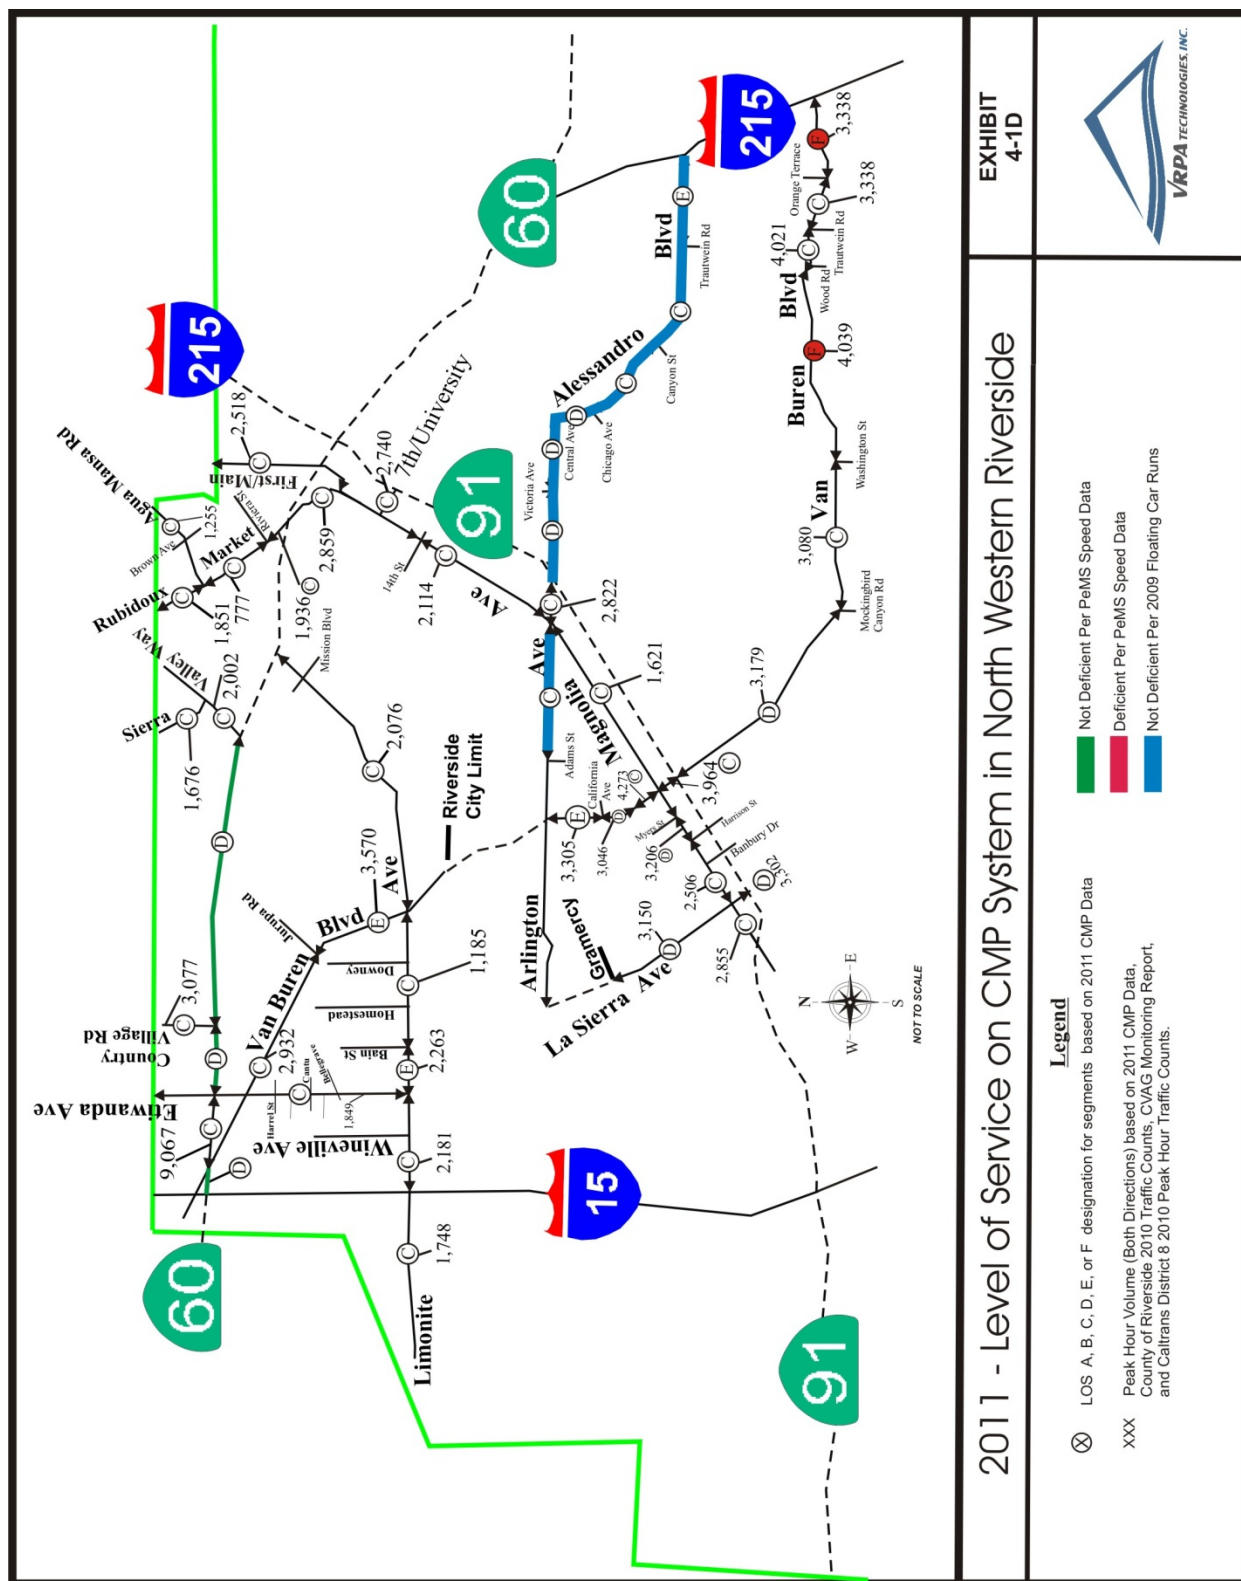 60
Etiwanda Ave
Country
Village Rd
3,077
C
9,067
C
D
D
D
Sierra
1,676
C
Valley Way
2,002
C
Rubidoux
1,851
C
Agua Mansa Rd
C
1,255
Brown Ave
Market
777
C
Riviera St
1,936
C
First/Main
2,518
C
215
2,859
C
60
Mission Blvd
2,740
C
7th/University
14th St
2,114
C
Ave
91
Van Buren
Blvd
2,932
C
Jurupa Rd
Harrel St
C
Cantu
Bellegrave
1,849
3,570
E
Ave
2,076
C
Riverside
City Limit
Limonite
1,748
C
2,181
C
Wineville Ave
2,263
E
Bain St
Homestead
1,185
C
Downey
15
Arlington
Adams St
C
Ave
2,822
C
D
Victoria Ave
D
Central Ave
D
Chicago Ave
Alessandro
C
Canyon St
C
Blvd
Trautwein Rd
E
215
La Sierra Ave
Gramercy
3,150
D
3,302
D
3,305
E
California
Ave
3,046
D
4,273
C
Magnolia
1,621
C
Myers St
3,206
D
Harrison St
Banbury Dr
2,506
C
2,855
C
3,964
C
3,179
D
Mockingbird
Canyon Rd
3,080
C
Van
Washington St
Buren
F
4,039
Blvd
Wood Rd
4,021
C
Trautwein Rd
C
3,338
Orange Terrace
F
3,338
91
N
W
E
S
NOT TO SCALE
2011 - Level of Service on CMP System in North Western Riverside
EXHIBIT
4-1D
Legend
X LOS A, B, C, D, E, or F designation for segments based on 2011 CMP Data
XXX Peak Hour Volume (Both Directions) based on 2011 CMP Data,
County of Riverside 2010 Traffic Counts, CVAG Monitoring Report,
and Caltrans District 8 2010 Peak Hour Traffic Counts.
Not Deficient Per PeMS Speed Data
Deficient Per PeMS Speed Data
Not Deficient Per 2009 Floating Car Runs
VRPA TECHNOLOGIES, INC.